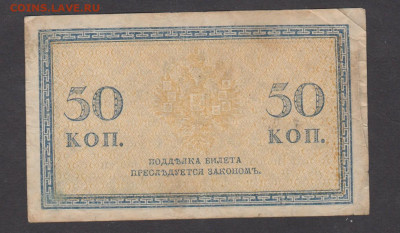 COINS.LAVE.RU
50 КОП.
50 КОП.
ПОДДѢЛКА БИЛЕТА
ПРЕСЛѢДУЕТСЯ ЗАКОНОМЪ.